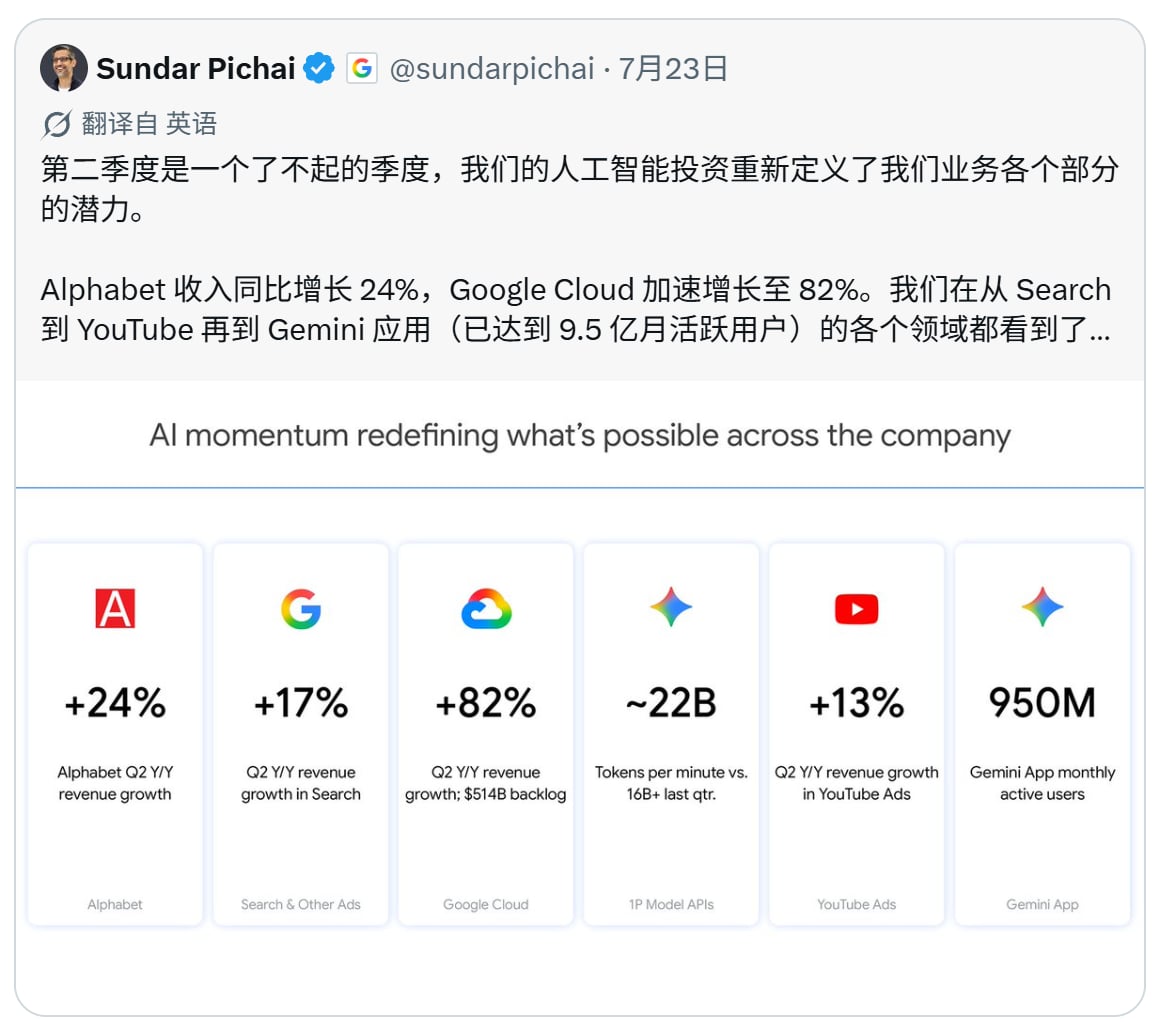 Sundar Pichai @sundarpichai · 7月23日
翻译自 英语
第二季度是一个了不起的季度，我们的人工智能投资重新定义了我们业务各个部分
的潜力。
Alphabet 收入同比增长 24%，Google Cloud 加速增长至 82%。我们在从 Search
到 YouTube 再到 Gemini 应用（已达到 9.5 亿月活跃用户）的各个领域都看到了...
AI momentum redefining what's possible across the company
A
+24%
Alphabet Q2 Y/Y
revenue growth
Alphabet
G
+17%
Q2 Y/Y revenue
growth in Search
Search & Other Ads
+82%
Q2 Y/Y revenue
growth; $514B backlog
Google Cloud
~22B
Tokens per minute vs.
16B+ last qtr.
1P Model APIs
+13%
Q2 Y/Y revenue growth
in YouTube Ads
YouTube Ads
950M
Gemini App monthly
active users
Gemini App